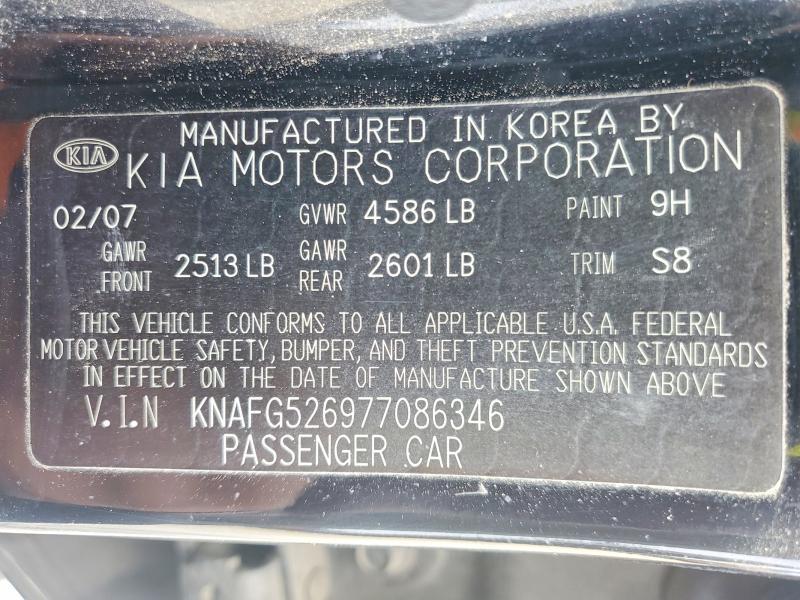 MANUFACTURED IN KOREA BY
KIA KIA MOTORS CORPORATION
02/07 GVWR 4586 LB PAINT 9H
GAWR FRONT 2513 LB GAWR REAR 2601 LB TRIM S8
THIS VEHICLE CONFORMS TO ALL APPLICABLE U.S.A. FEDERAL
MOTOR VEHICLE SAFETY, BUMPER, AND THEFT PREVENTION STANDARDS
IN EFFECT ON THE DATE OF MANUFACTURE SHOWN ABOVE
V.I.N KNAFG526977086346
PASSENGER CAR